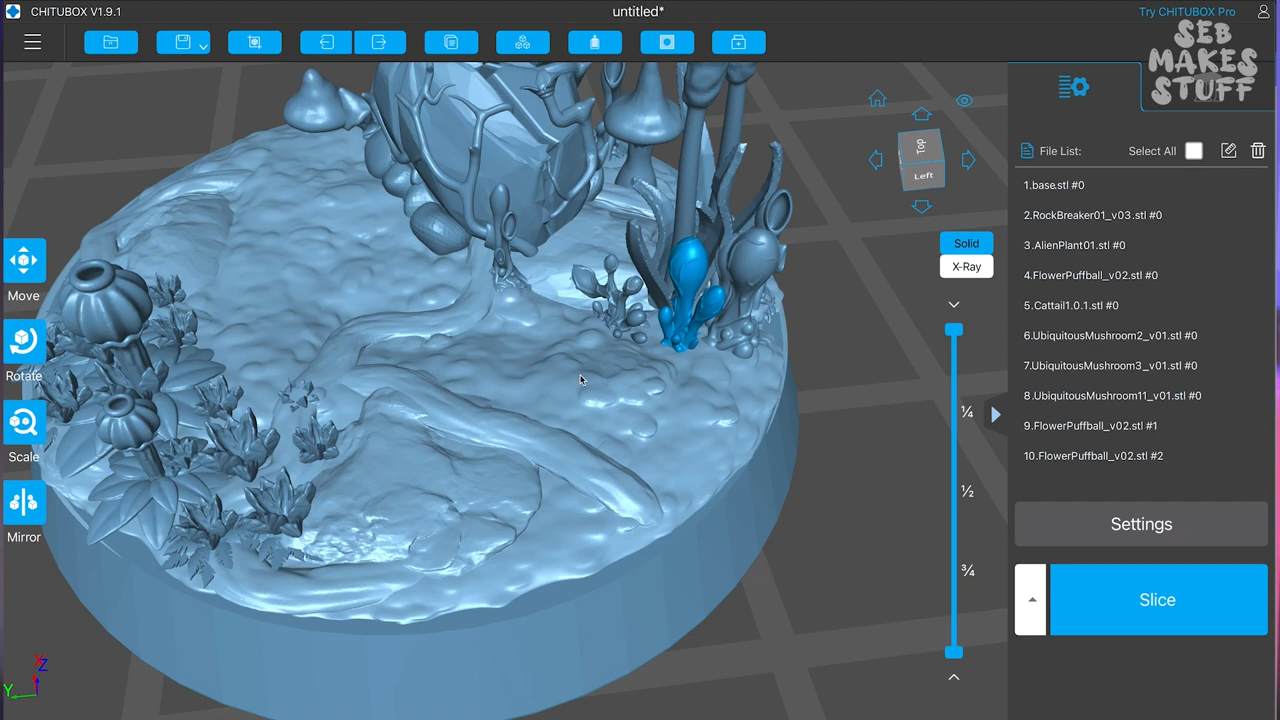 CHITUBOX V1.9.1
untitled*
Try CHITUBOX Pro
SEB
MAKES
STUFF
File List:
Select All
1.base.stl #0
2.RockBreaker01_v03.stl #0
3.AlienPlant01.stl #0
4.FlowerPuffball_v02.stl #0
5.Cattail1.0.1.stl #0
6.UbiquitousMushroom2_v01.stl #0
7.UbiquitousMushroom3_v01.stl #0
8.UbiquitousMushroom11_v01.stl #0
9.FlowerPuffball_v02.stl #1
10.FlowerPuffball_v02.stl #2
Settings
Slice
Top
Left
Solid
X-Ray
¼
½
¾
Move
Rotate
Scale
Mirror
X
Z
Y